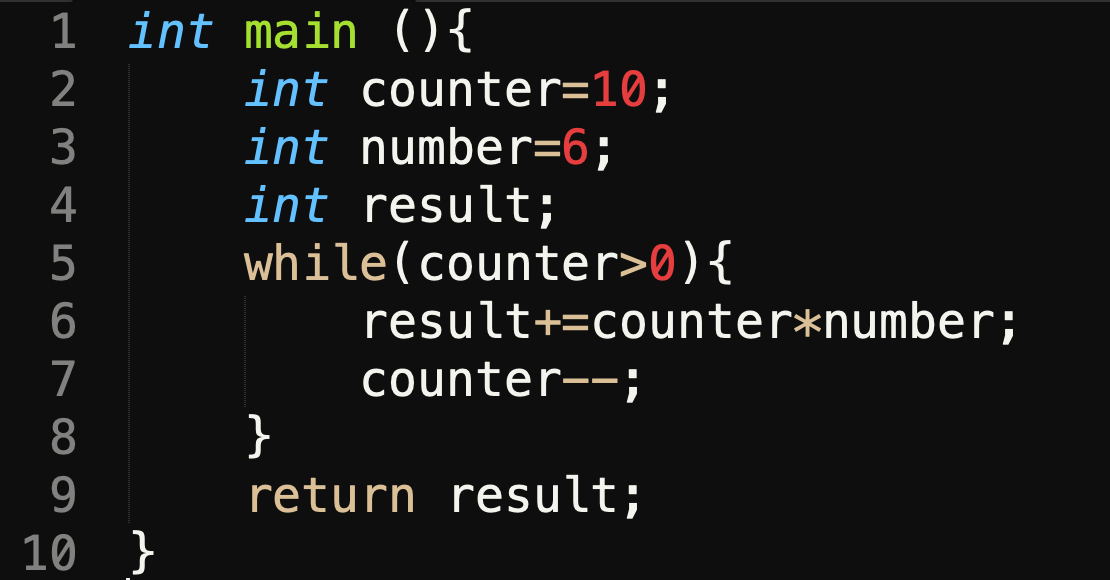 1 int main (){
2 int counter=10;
3 int number=6;
4 int result;
5 while(counter>0){
6 result+=counter*number;
7 counter--;
8 }
9 return result;
10 }